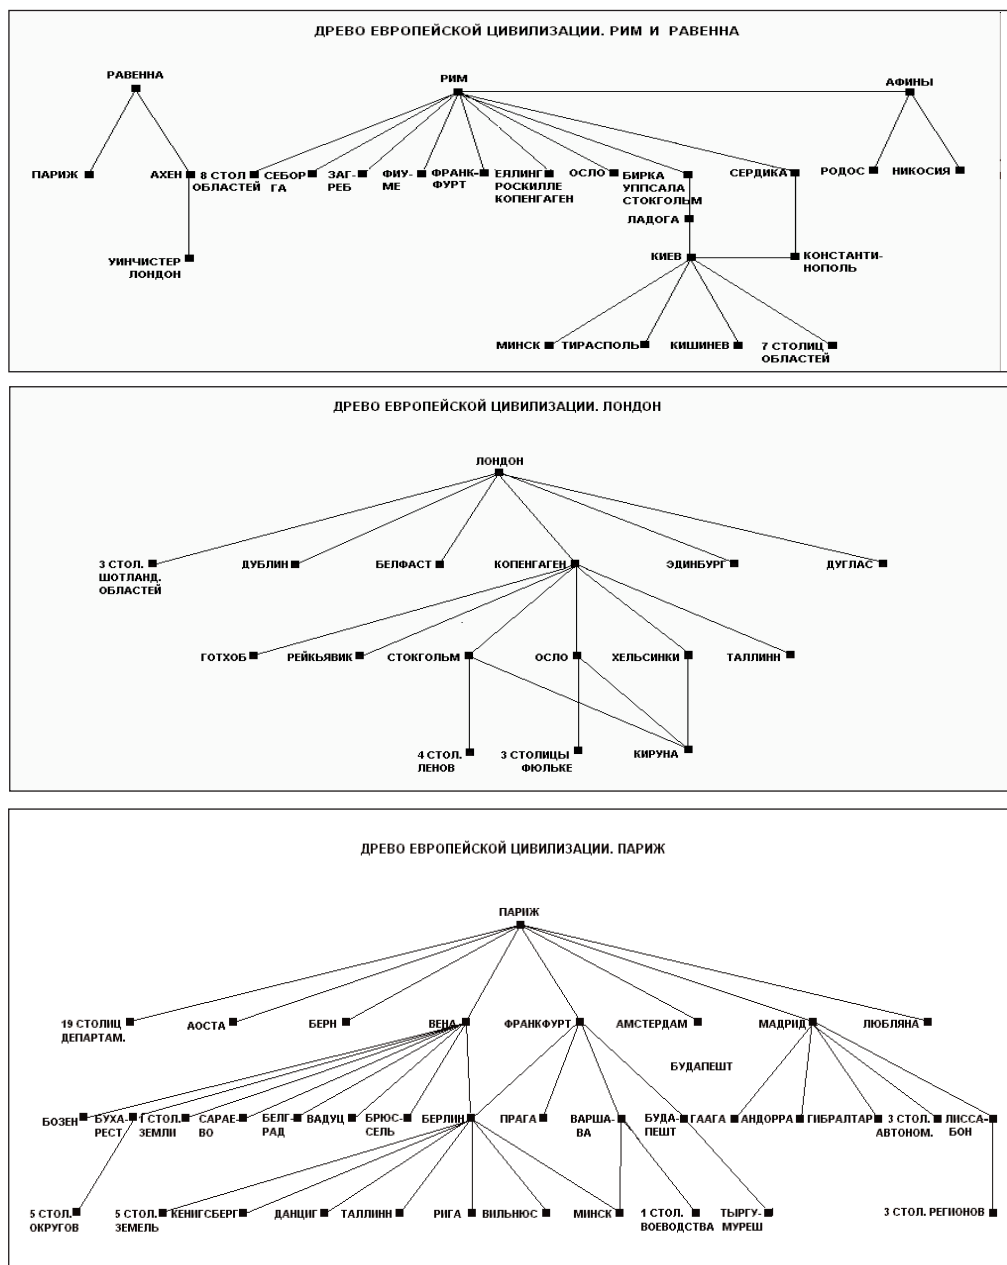 ДРЕВО ЕВРОПЕЙСКОЙ ЦИВИЛИЗАЦИИ. РИМ И РАВЕННА
РАВЕННА
РИМ
АФИНЫ
ПАРИЖ
АХЕН
8 СТОЛ
ОБЛАСТЕЙ
СЕБОР
ГА
ЗАГ-
РЕБ
ФИУ-
МЕ
ФРАНК-
ФУРТ
ЕЛЛИНГ
РОСКИЛЛЕ
КОПЕНГАГЕН
ОСЛО
БИРКА
УППСАЛА
СТОКГОЛЬМ
СЕРДИКА
РОДОС
НИКОСИЯ
ЛАДОГА
УИНЧИСТЕР
ЛОНДОН
КИЕВ
КОНСТАНТИ-
НОПОЛЬ
МИНСК
ТИРАСПОЛЬ
КИШИНЕВ
7 СТОЛИЦ
ОБЛАСТЕЙ
ДРЕВО ЕВРОПЕЙСКОЙ ЦИВИЛИЗАЦИИ. ЛОНДОН
ЛОНДОН
3 СТОЛ.
ШОТЛАНД.
ОБЛАСТЕЙ
ДУБЛИН
БЕЛФАСТ
КОПЕНГАГЕН
ЭДИНБУРГ
ДУГЛАС
ГОТХОБ
РЕЙКЬЯВИК
СТОКГОЛЬМ
ОСЛО
ХЕЛЬСИНКИ
ТАЛЛИНН
4 СТОЛ.
ЛЕНОВ
3 СТОЛИЦЫ
ФЮЛЬКЕ
КИРУНА
ДРЕВО ЕВРОПЕЙСКОЙ ЦИВИЛИЗАЦИИ. ПАРИЖ
ПАРИЖ
19 СТОЛИЦ
ДЕПАРТАМ.
АОСТА
БЕРН
ВЕНА
ФРАНКФУРТ
АМСТЕРДАМ
МАДРИД
ЛЮБЛЯНА
БУДАПЕШТ
БОЗЕН
БУХА-
РЕСТ
1 СТОЛ.
ЗЕМЛИ
САРАЕ-
ВО
БЕЛГ-
РАД
ВАДУЦ
БРЮС-
СЕЛЬ
БЕРЛИН
ПРАГА
ВАРША-
ВА
БУДА-
ПЕШТ
ГААГА
АНДОРРА
ГИБРАЛТАР
3 СТОЛ.
АВТОНОМ.
ЛИССА-
БОН
5 СТОЛ.
ОКРУГОВ
5 СТОЛ.
ЗЕМЕЛЬ
КЕНИГСБЕРГ
ДАНЦИГ
ТАЛЛИНН
РИГА
ВИЛЬНЮС
МИНСК
1 СТОЛ.
ВОЕВОДСТВА
ТЫРГУ-
МУРЕШ
3 СТОЛ. РЕГИОНОВ